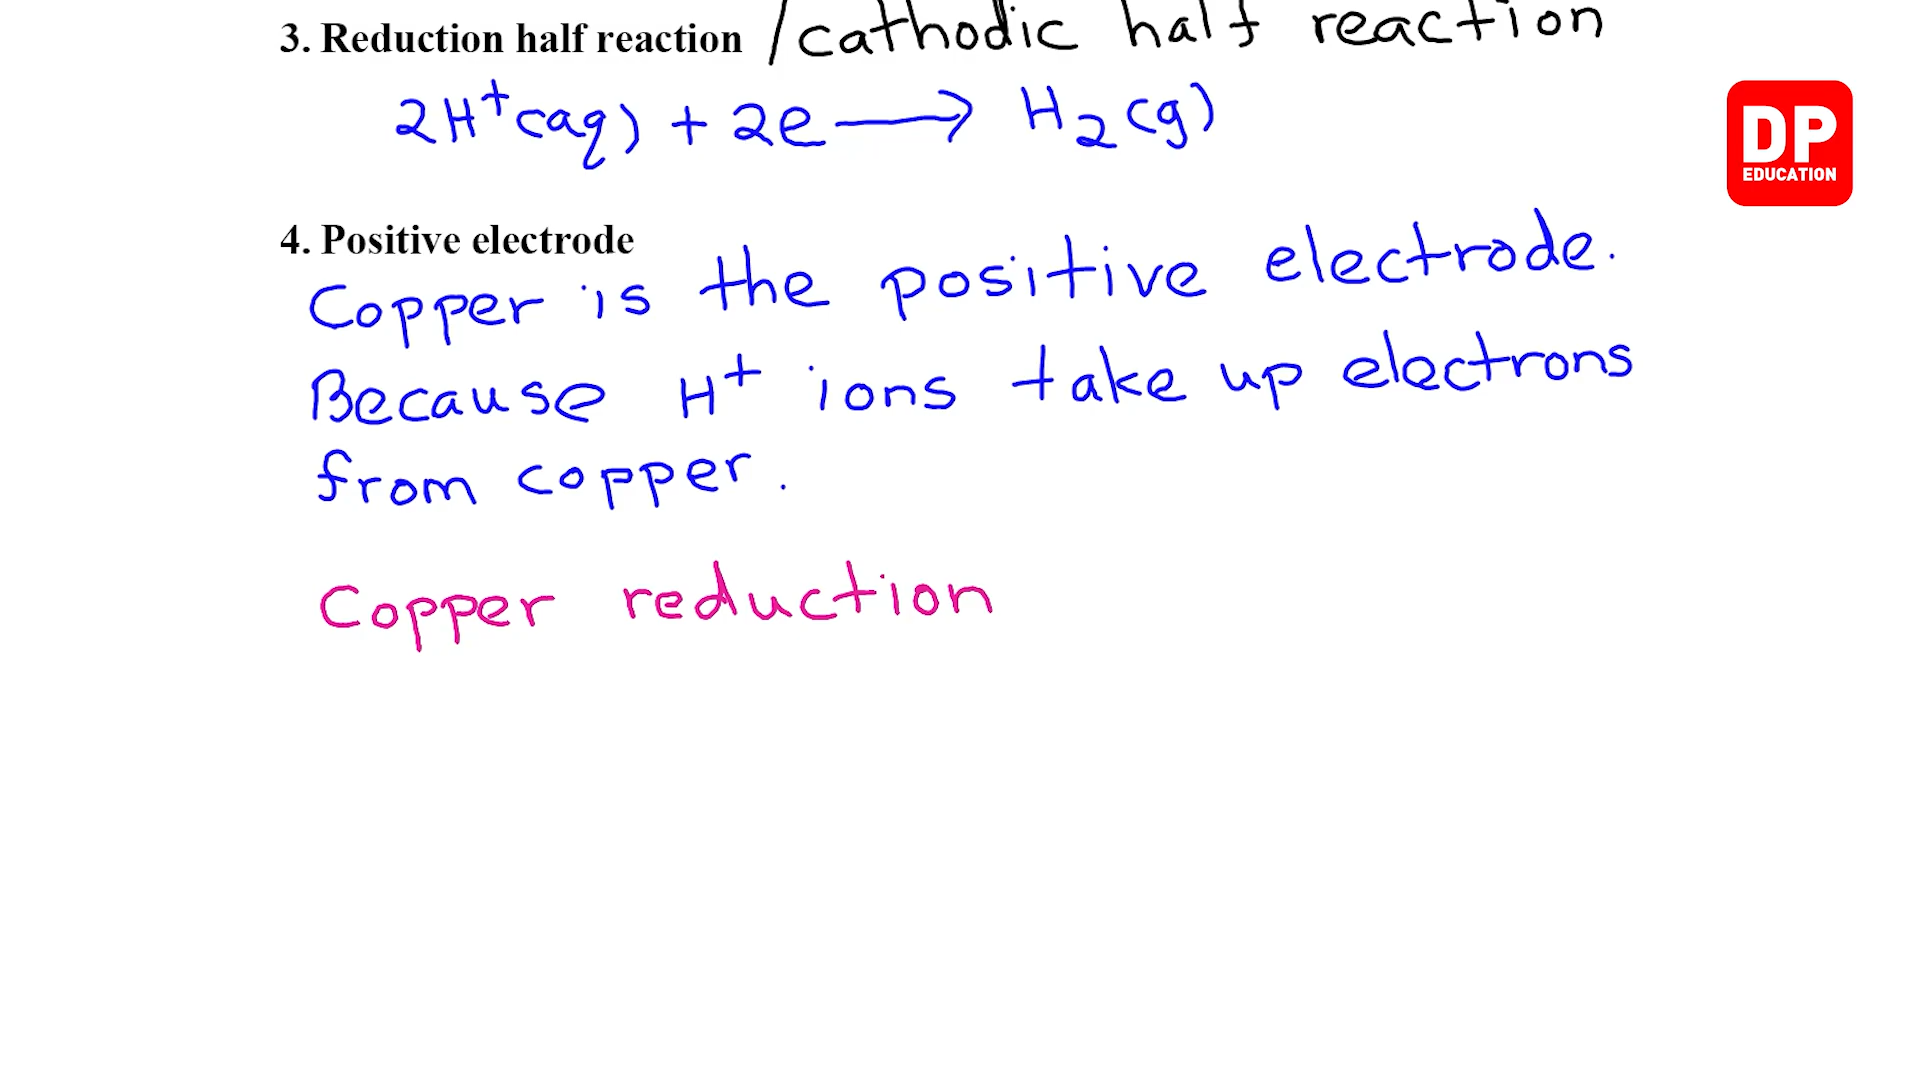 3. Reduction half reaction /cathodic half reaction
2H⁺(aq) + 2e ⟶ H₂(g)
DP
EDUCATION
4. Positive electrode
Copper is the positive electrode.
Because H⁺ ions take up electrons
from copper.
Copper reduction